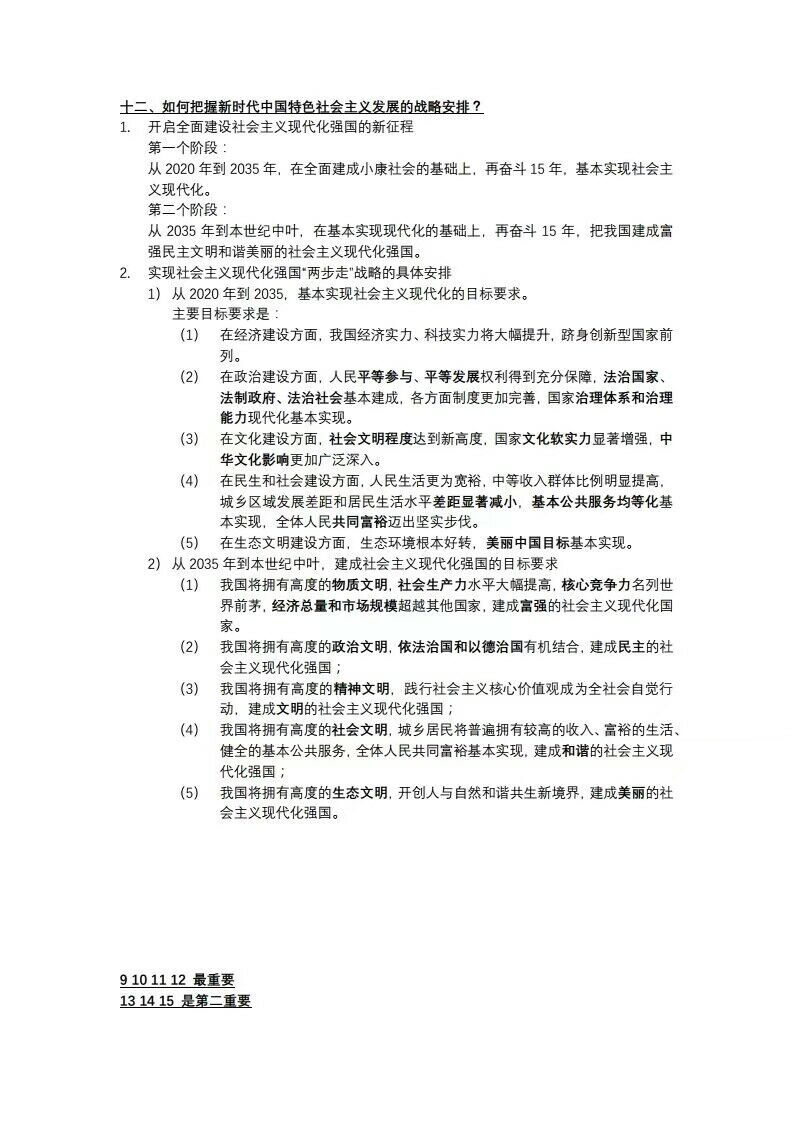 十二、如何把握新时代中国特色社会主义发展的战略安排？
1. 开启全面建设社会主义现代化强国的新征程
第一个阶段：
从 2020 年到 2035 年，在全面建成小康社会的基础上，再奋斗 15 年，基本实现社会主
义现代化。
第二个阶段：
从 2035 年到本世纪中叶，在基本实现现代化的基础上，再奋斗 15 年，把我国建成富
强民主文明和谐美丽的社会主义现代化强国。
2. 实现社会主义现代化强国“两步走”战略的具体安排
1) 从 2020 年到 2035，基本实现社会主义现代化的目标要求。
主要目标要求是：
(1) 在经济建设方面，我国经济实力、科技实力将大幅提升，跻身创新型国家前
列。
(2) 在政治建设方面，人民平等参与、平等发展权利得到充分保障，法治国家、
法制政府、法治社会基本建成，各方面制度更加完善，国家治理体系和治理
能力现代化基本实现。
(3) 在文化建设方面，社会文明程度达到新高度，国家文化软实力显著增强，中
华文化影响更加广泛深入。
(4) 在民生和社会建设方面，人民生活更为宽裕，中等收入群体比例明显提高，
城乡区域发展差距和居民生活水平差距显著减小，基本公共服务均等化基
本实现，全体人民共同富裕迈出坚实步伐。
(5) 在生态文明建设方面，生态环境根本好转，美丽中国目标基本实现。
2) 从 2035 年到本世纪中叶，建成社会主义现代化强国的目标要求
(1) 我国将拥有高度的物质文明，社会生产力水平大幅提高，核心竞争力名列世
界前茅，经济总量和市场规模超越其他国家，建成富强的社会主义现代化国
家。
(2) 我国将拥有高度的政治文明，依法治国和以德治国有机结合，建成民主的社
会主义现代化强国；
(3) 我国将拥有高度的精神文明，践行社会主义核心价值观成为全社会自觉行
动，建成文明的社会主义现代化强国；
(4) 我国将拥有高度的社会文明，城乡居民将普遍拥有较高的收入、富裕的生活、
健全的基本公共服务，全体人民共同富裕基本实现，建成和谐的社会主义现
代化强国；
(5) 我国将拥有高度的生态文明，开创人与自然和谐共生新境界，建成美丽的社
会主义现代化强国。
9 10 11 12 最重要
13 14 15 是第二重要